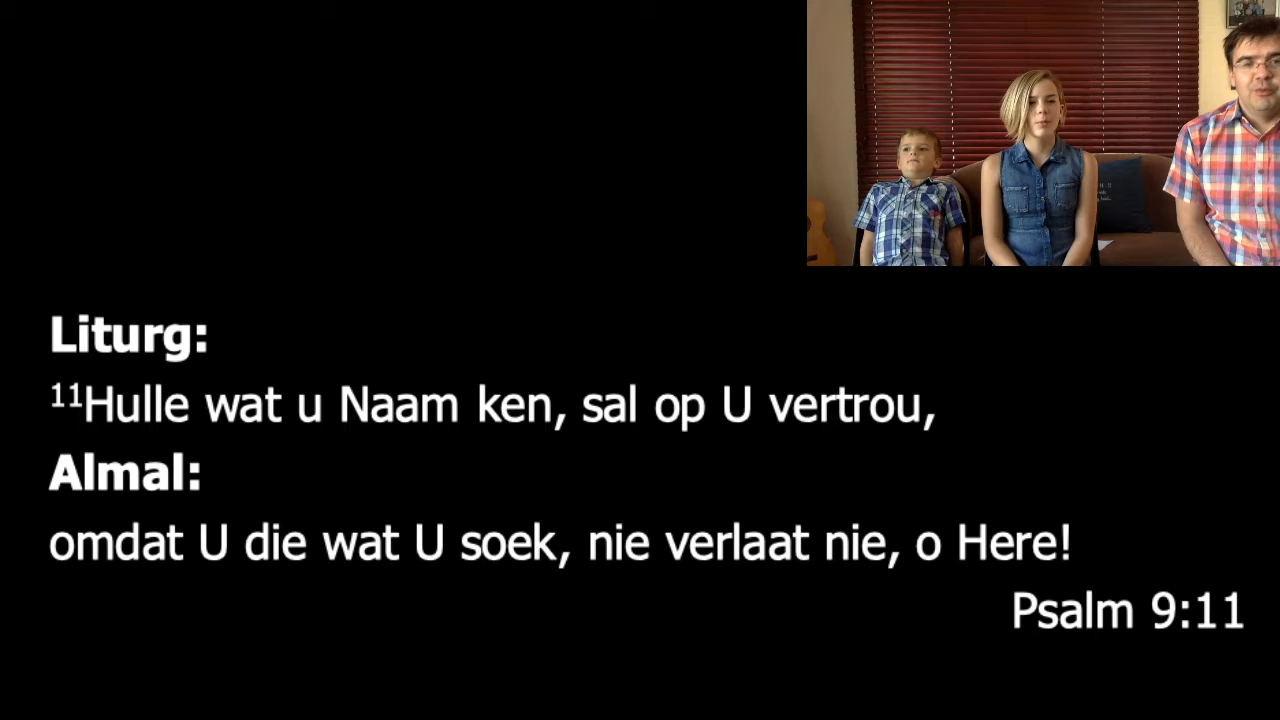 Liturg:
¹¹Hulle wat u Naam ken, sal op U vertrou,
Almal:
omdat U die wat U soek, nie verlaat nie, o Here!
Psalm 9:11